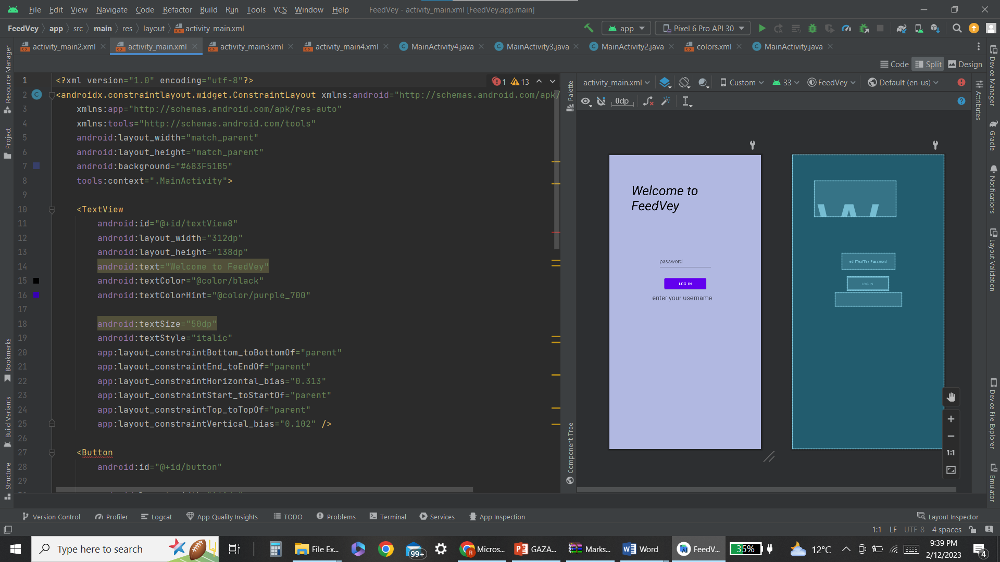 File Edit View Navigate Code Refactor Build Run Tools VCS Window Help FeedVey - activity_main.xml [FeedVey.app.main]
FeedVey app src main res layout activity_main.xml app Pixel 6 Pro API 30
activity_main2.xml activity_main.xml activity_main3.xml activity_main4.xml MainActivity4.java MainActivity3.java MainActivity2.java colors.xml MainActivity.java
Code Split Design
Resource Manager
Project
Bookmarks
Build Variants
Structure
1 <?xml version="1.0" encoding="utf-8"?>
1 13
2 <androidx.constraintlayout.widget.ConstraintLayout xmlns:android="http://schemas.android.com/apk/
3 xmlns:app="http://schemas.android.com/apk/res-auto"
4 xmlns:tools="http://schemas.android.com/tools"
5 android:layout_width="match_parent"
6 android:layout_height="match_parent"
7 android:background="#683F51B5"
8 tools:context=".MainActivity">
9
10 <TextView
11 android:id="@+id/textView8"
12 android:layout_width="312dp"
13 android:layout_height="138dp"
14 android:text="Welcome to FeedVey"
15 android:textColor="@color/black"
16 android:textColorHint="@color/purple_700"
17
18 android:textSize="50dp"
19 android:textStyle="italic"
20 app:layout_constraintBottom_toBottomOf="parent"
21 app:layout_constraintEnd_toEndOf="parent"
22 app:layout_constraintHorizontal_bias="0.313"
23 app:layout_constraintStart_toStartOf="parent"
24 app:layout_constraintTop_toTopOf="parent"
25 app:layout_constraintVertical_bias="0.102" />
26
27 <Button
28 android:id="@+id/button"
29
Palette
Component Tree
activity_main.xml Custom 33 FeedVey Default (en-us)
0dp
Welcome to
FeedVey
password
LOG IN
enter your username
W
editTextTextPassword
LOG IN
1:1
Attributes
Device Manager
Gradle
Notifications
Layout Validation
Device File Explorer
Emulator
Version Control Profiler Logcat App Quality Insights TODO Problems Terminal Services App Inspection Layout Inspector
1:1 LF UTF-8 4 spaces
Type here to search 99+ File Ex... Micros... GAZA... Marks... Word FeedV... 35% 12°C 9:39 PM
2/12/2023 4